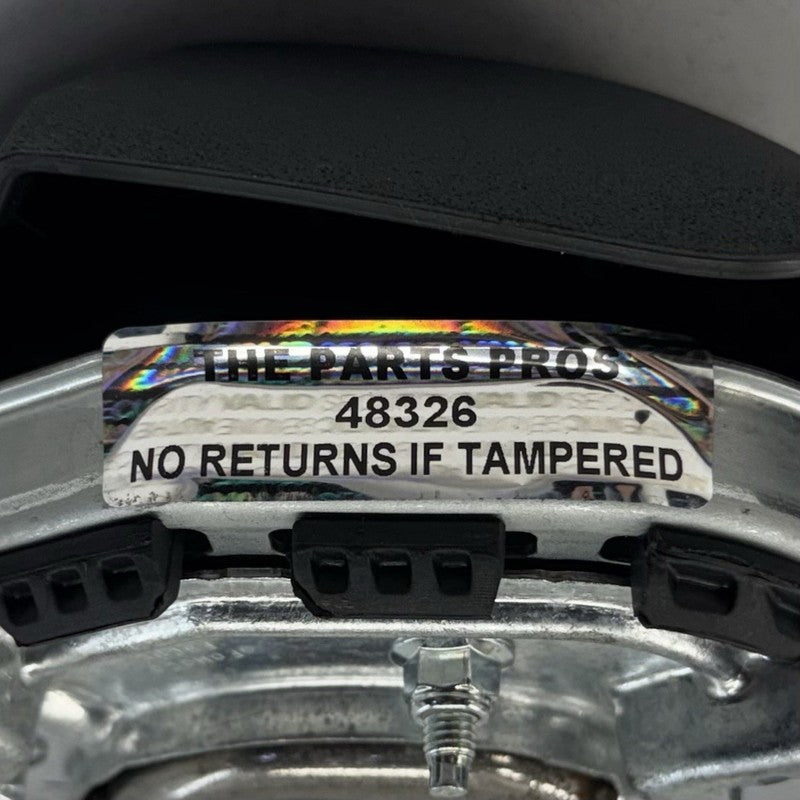 THE PARTS PROS
48326
NO RETURNS IF TAMPERED